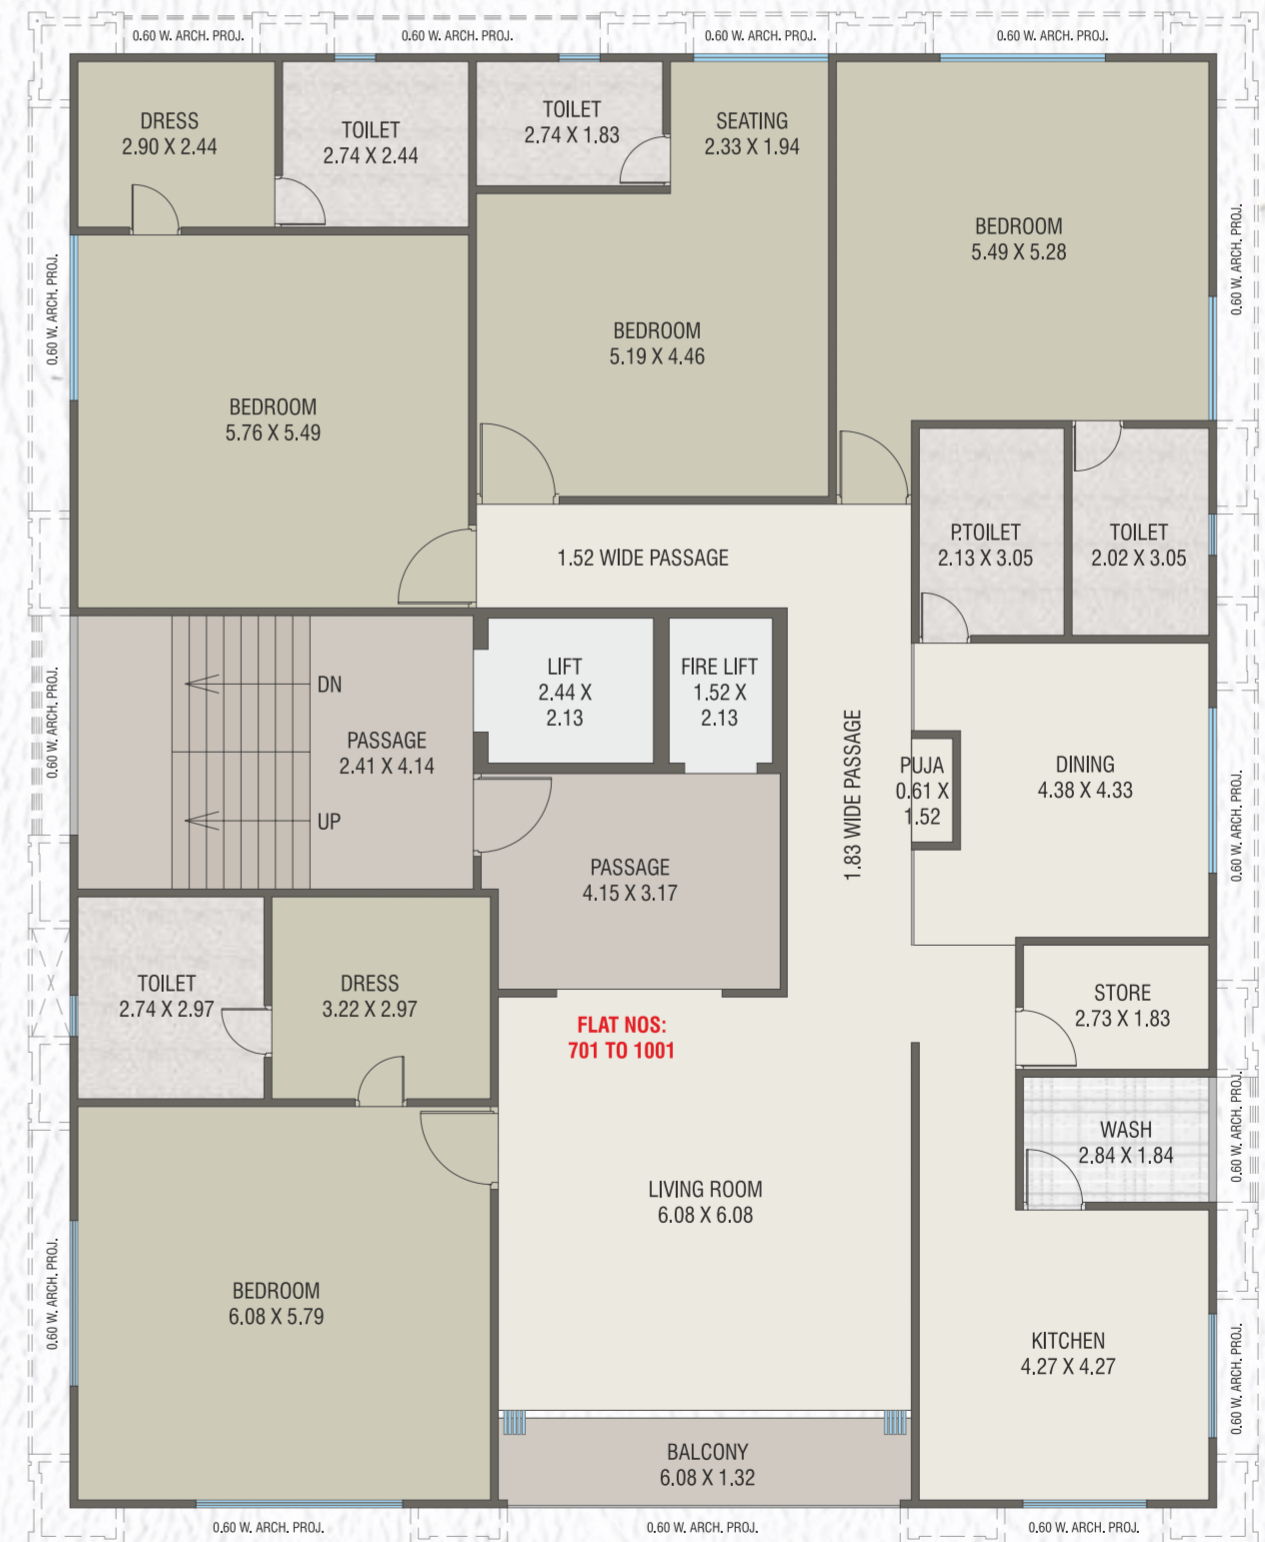 0.60 W. ARCH. PROJ.
0.60 W. ARCH. PROJ.
0.60 W. ARCH. PROJ.
0.60 W. ARCH. PROJ.
DRESS
2.90 X 2.44
TOILET
2.74 X 2.44
TOILET
2.74 X 1.83
SEATING
2.33 X 1.94
BEDROOM
5.49 X 5.28
0.60 W. ARCH. PROJ.
0.60 W. ARCH. PROJ.
BEDROOM
5.19 X 4.46
BEDROOM
5.76 X 5.49
1.52 WIDE PASSAGE
P.TOILET
2.13 X 3.05
TOILET
2.02 X 3.05
0.60 W. ARCH. PROJ.
DN
UP
PASSAGE
2.41 X 4.14
LIFT
2.44 X
2.13
FIRE LIFT
1.52 X
2.13
1.83 WIDE PASSAGE
PUJA
0.61 X
1.52
DINING
4.38 X 4.33
0.60 W. ARCH. PROJ.
PASSAGE
4.15 X 3.17
TOILET
2.74 X 2.97
DRESS
3.22 X 2.97
FLAT NOS:
701 TO 1001
STORE
2.73 X 1.83
WASH
2.84 X 1.84
0.60 W. ARCH. PROJ.
LIVING ROOM
6.08 X 6.08
BEDROOM
6.08 X 5.79
0.60 W. ARCH. PROJ.
KITCHEN
4.27 X 4.27
0.60 W. ARCH. PROJ.
BALCONY
6.08 X 1.32
0.60 W. ARCH. PROJ.
0.60 W. ARCH. PROJ.
0.60 W. ARCH. PROJ.